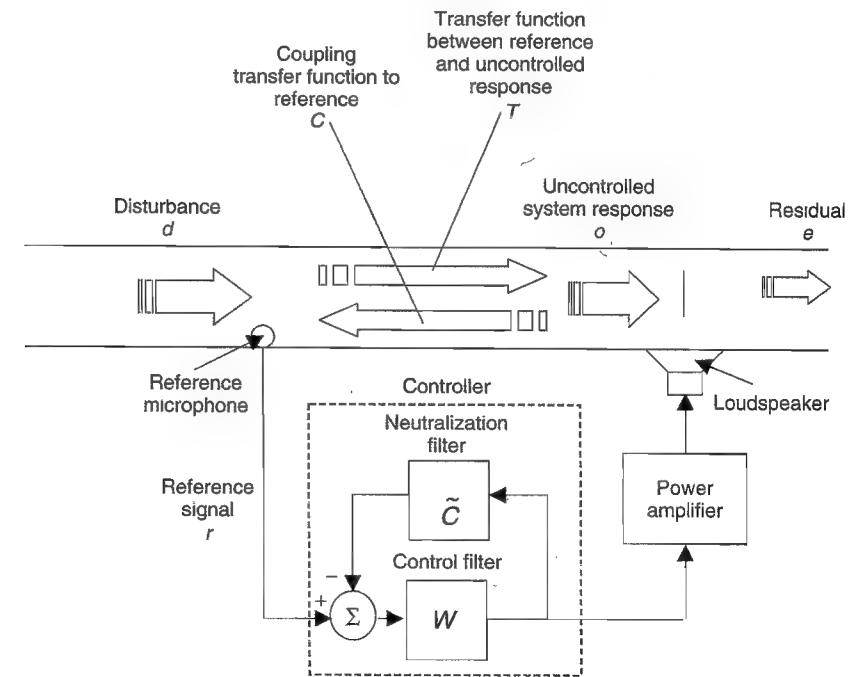 Transfer function
between reference
and uncontrolled
response
T
Coupling
transfer function to
reference
C
Disturbance
d
Uncontrolled
system response
o
Residual
e
Reference
microphone
Controller
Loudspeaker
Neutralization
filter
C̃
Reference
signal
r
Power
amplifier
Control filter
−
+
Σ
W